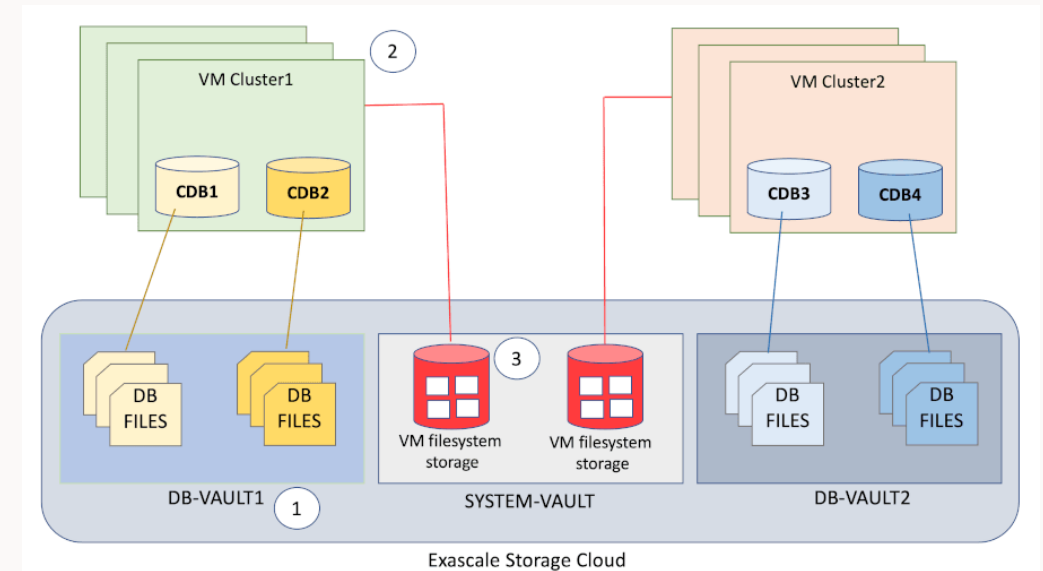 2
VM Cluster1
VM Cluster2
CDB1
CDB2
CDB3
CDB4
3
DB
FILES
DB
FILES
VM filesystem
storage
VM filesystem
storage
DB
FILES
DB
FILES
DB-VAULT1
1
SYSTEM-VAULT
DB-VAULT2
Exascale Storage Cloud